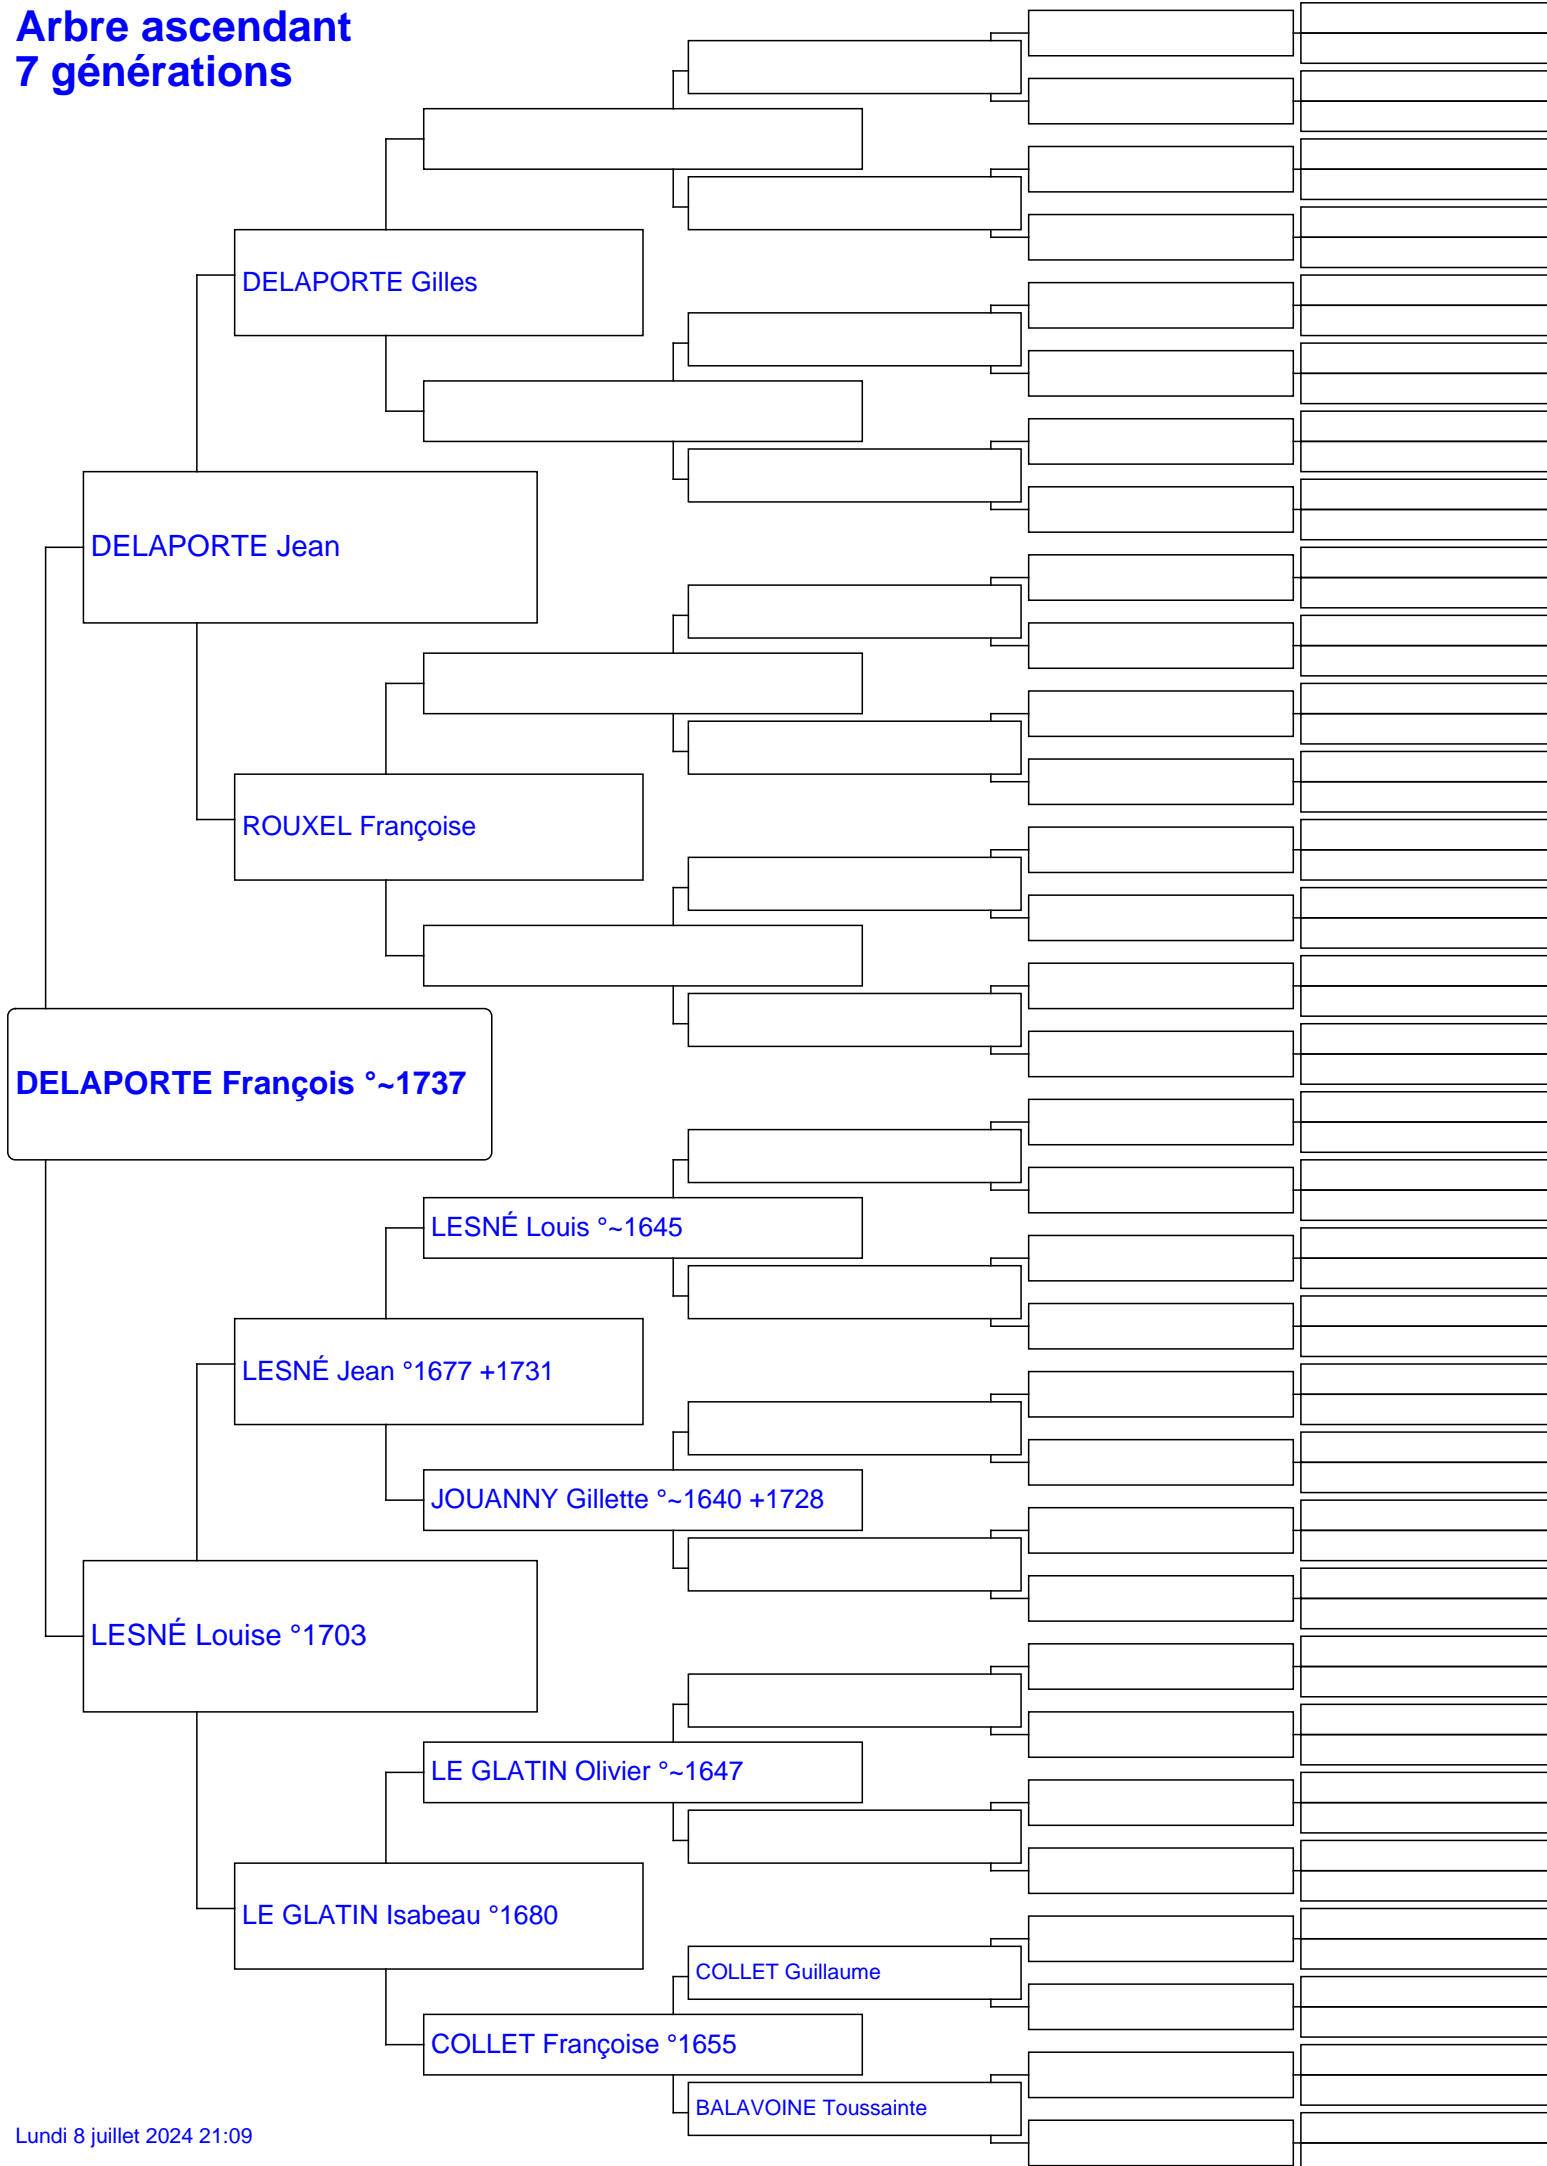 Arbre ascendant
7 générations
DELAPORTE Gilles
DELAPORTE Jean
ROUXEL Françoise
DELAPORTE François °~1737
LESNÉ Louis °~1645
LESNÉ Jean °1677 +1731
JOUANNY Gillette °~1640 +1728
LESNÉ Louise °1703
LE GLATIN Olivier °~1647
LE GLATIN Isabeau °1680
COLLET Guillaume
COLLET Françoise °1655
BALAVOINE Toussainte
Lundi 8 juillet 2024 21:09